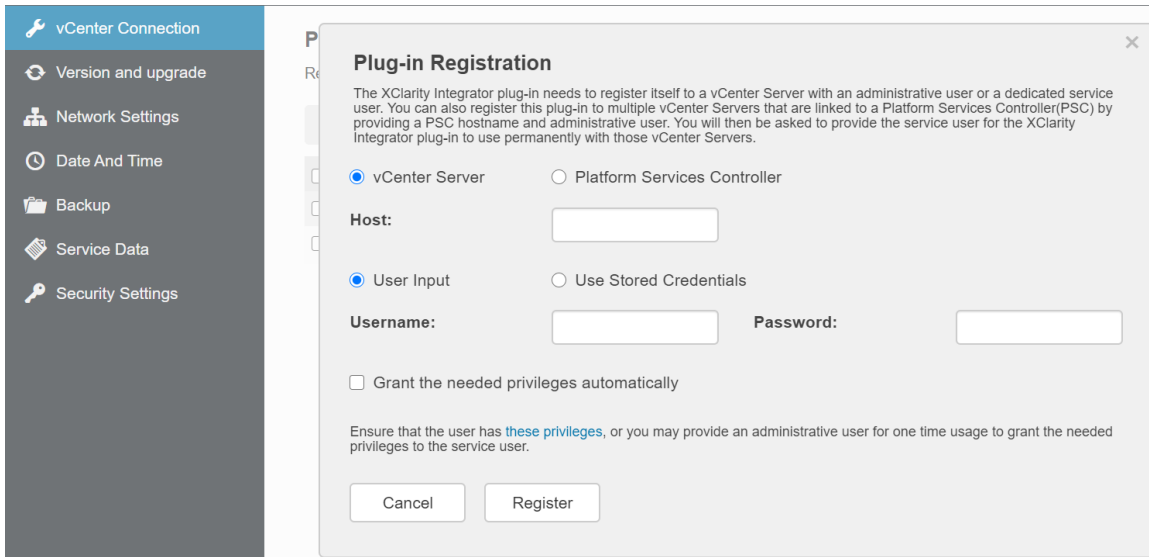 vCenter Connection
Version and upgrade
Network Settings
Date And Time
Backup
Service Data
Security Settings
P
Re
×
Plug-in Registration
The XClarity Integrator plug-in needs to register itself to a vCenter Server with an administrative user or a dedicated service
user. You can also register this plug-in to multiple vCenter Servers that are linked to a Platform Services Controller(PSC) by
providing a PSC hostname and administrative user. You will then be asked to provide the service user for the XClarity
Integrator plug-in to use permanently with those vCenter Servers.
vCenter Server Platform Services Controller
Host:
User Input Use Stored Credentials
Username: Password:
Grant the needed privileges automatically
Ensure that the user has these privileges, or you may provide an administrative user for one time usage to grant the needed
privileges to the service user.
Cancel Register